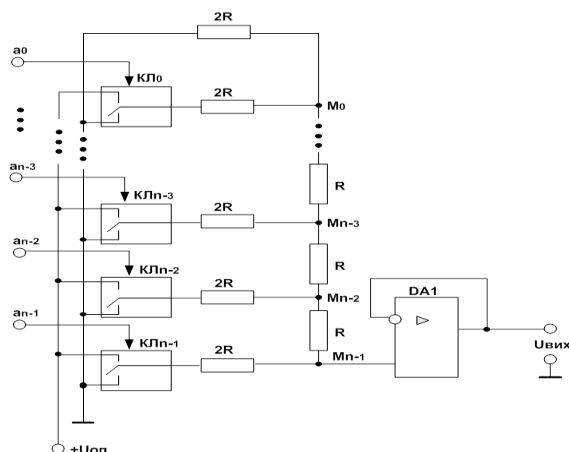 2R
a0
КЛ0
2R
M0
an-3
КЛn-3
R
2R
Mn-3
an-2
КЛn-2
R
DA1
2R
Mn-2
an-1
КЛn-1
R
Uвих
2R
Mn-1
+Uоп